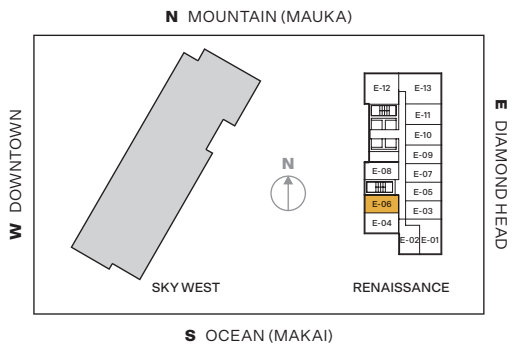 N MOUNTAIN (MAUKA)
W DOWNTOWN
E DIAMOND HEAD
N
E-12
E-13
E-11
E-10
E-09
E-08
E-07
E-05
E-06
E-03
E-04
E-02
E-01
SKY WEST
RENAISSANCE
S OCEAN (MAKAI)